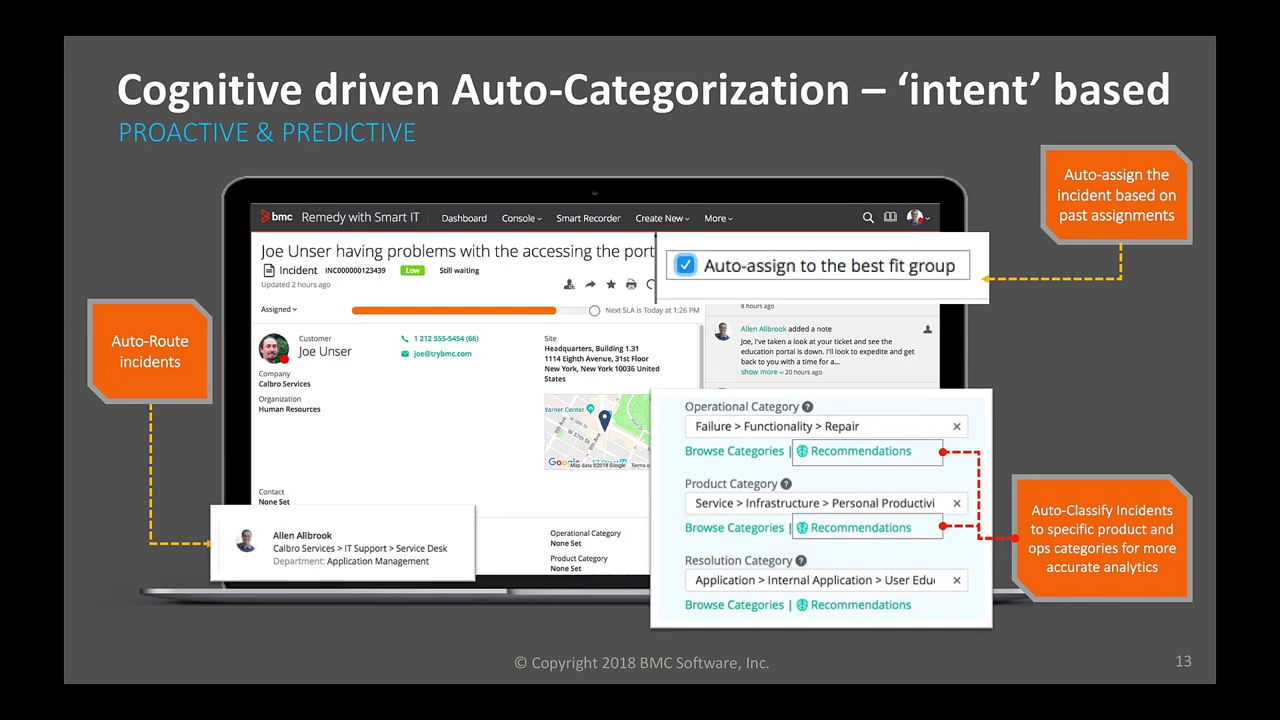 Cognitive driven Auto-Categorization – ‘intent’ based
PROACTIVE & PREDICTIVE
Auto-assign the
incident based on
past assignments
bmc Remedy with Smart IT Dashboard Console Smart Recorder Create New More
Joe Unser having problems with the accessing the port
Incident INC000000123439 Low Still waiting
Updated 2 hours ago
Auto-assign to the best fit group
Assigned
Next SLA is Today at 1:26 PM
8 hours ago
Auto-Route
incidents
Customer
Joe Unser
1 212 555-5454 (66)
joe@trybmc.com
Company
Calbro Services
Organization
Human Resources
Site
Headquarters, Building 1.31
1114 Eighth Avenue, 31st Floor
New York, New York 10036 United
States
Allen Allbrook added a note
Joe, I've taken a look at your ticket and see the
education portal is down. I'll look to expedite and get
back to you with a time for a...
show more 20 hours ago
Warner Center
W 57th St
Google
Map data ©2018 Google Terms o
Contact
None Set
Allen Allbrook
Calbro Services > IT Support > Service Desk
Department: Application Management
Operational Category
None Set
Product Category
None Set
Operational Category ?
Failure > Functionality > Repair ×
Browse Categories | Recommendations
Product Category ?
Service > Infrastructure > Personal Productivi ×
Browse Categories | Recommendations
Resolution Category ?
Application > Internal Application > User Edu ×
Browse Categories | Recommendations
Auto-Classify Incidents
to specific product and
ops categories for more
accurate analytics
© Copyright 2018 BMC Software, Inc.
13